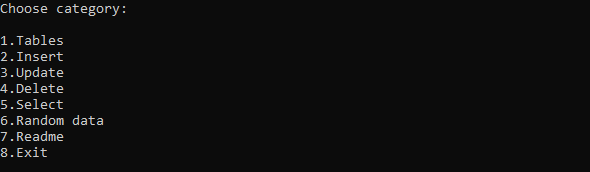 Choose category:
1.Tables
2.Insert
3.Update
4.Delete
5.Select
6.Random data
7.Readme
8.Exit